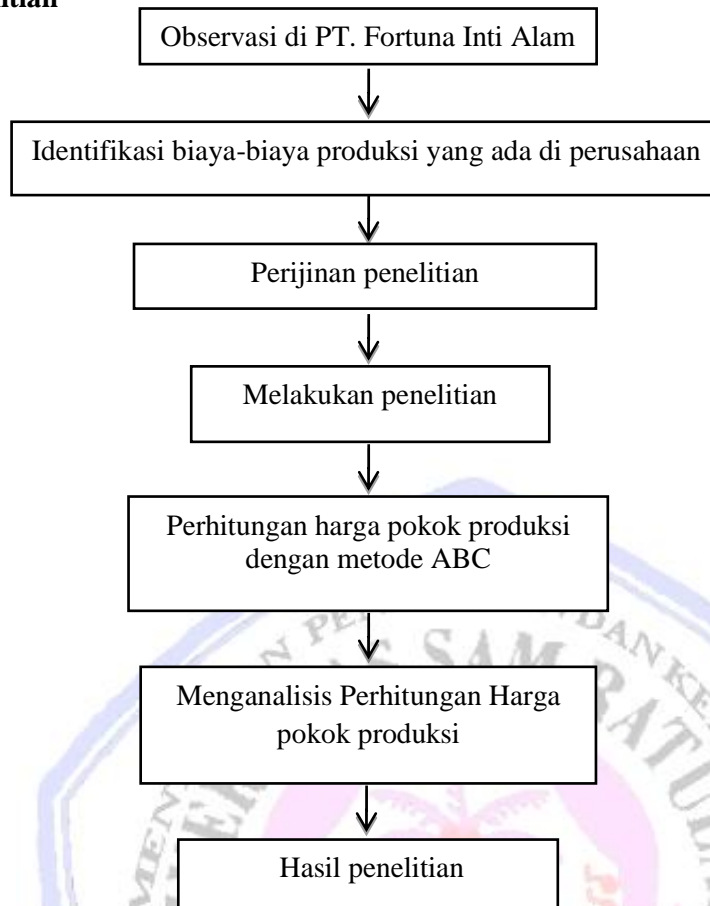 Observasi di PT. Fortuna Inti Alam
Identifikasi biaya-biaya produksi yang ada di perusahaan
Perijinan penelitian
Melakukan penelitian
Perhitungan harga pokok produksi
dengan metode ABC
Menganalisis Perhitungan Harga
pokok produksi
Hasil penelitian